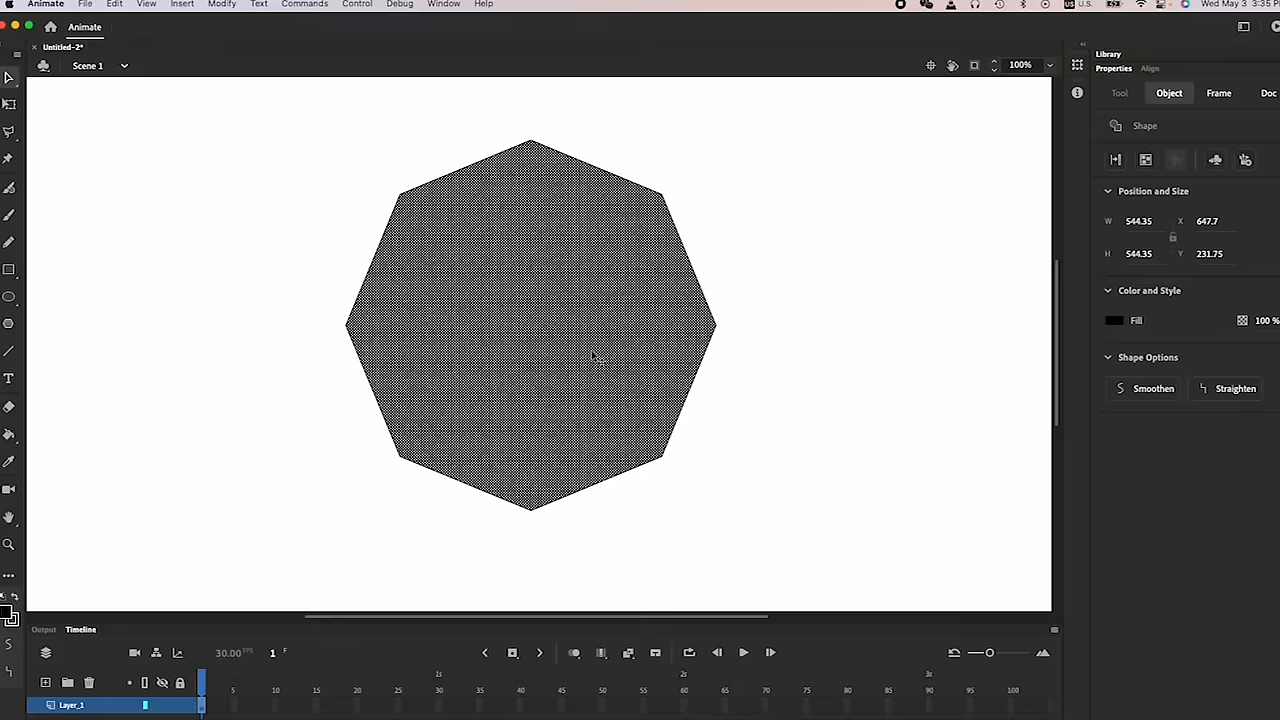 Animate File Edit View Insert Modify Text Commands Control Debug Window Help U.S. Wed May 3 3:35
Animate
Untitled-2*
Scene 1 100%
Library
Properties Align
Tool Object Frame Doc
Shape
Position and Size
W 544.35 X 647.7
H 544.35 Y 231.75
Color and Style
Fill 100 %
Shape Options
Smoothen Straighten
Output Timeline
30.00 FPS 1 F
1s 2s 3s
5 10 15 20 25 30 35 40 45 50 55 60 65 70 75 80 85 90 95 100
Layer_1